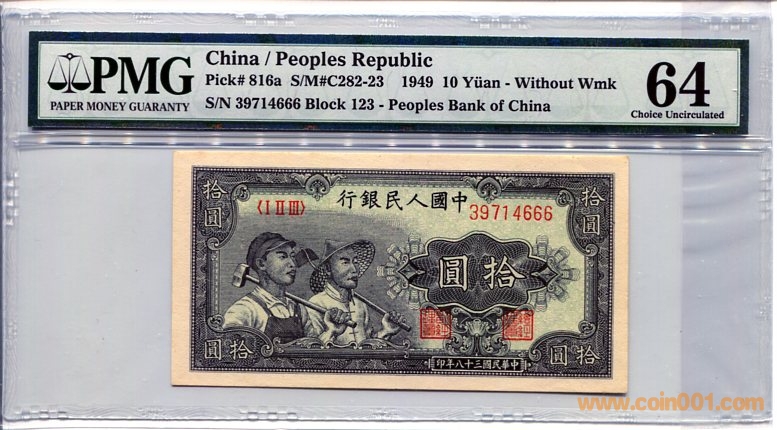 PMG
PAPER MONEY GUARANTY
China / Peoples Republic
Pick# 816a S/M#C282-23 1949 10 Yüan - Without Wmk
S/N 39714666 Block 123 - Peoples Bank of China
64
Choice Uncirculated
拾圓
拾圓
行銀民人國中
〈I II III〉
39714666
圓拾
圓拾
圓拾
印年八十三國民華中
www.coin001.com